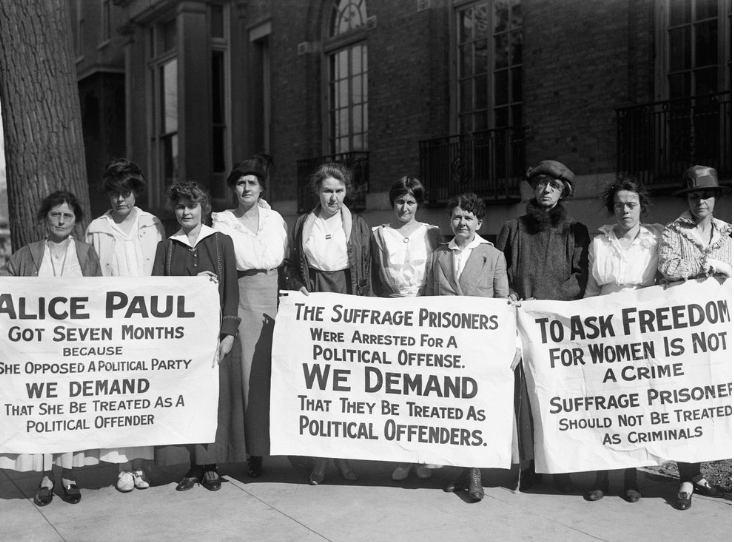 ALICE PAUL
GOT SEVEN MONTHS
BECAUSE
SHE OPPOSED A POLITICAL PARTY
WE DEMAND
THAT SHE BE TREATED AS A
POLITICAL OFFENDER
THE SUFFRAGE PRISONERS
WERE ARRESTED FOR A
POLITICAL OFFENSE.
WE DEMAND
THAT THEY BE TREATED AS
POLITICAL OFFENDERS.
TO ASK FREEDOM
FOR WOMEN IS NOT
A CRIME
SUFFRAGE PRISONER
SHOULD NOT BE TREATED
AS CRIMINALS